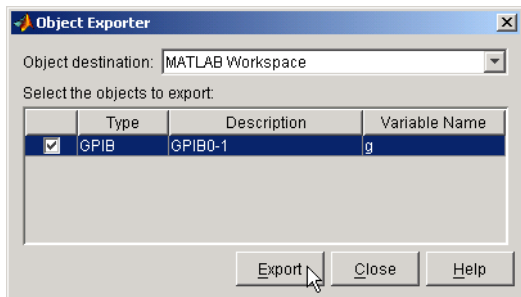 Object Exporter
Object destination: MATLAB Workspace
Select the objects to export:
Type Description Variable Name
GPIB GPIB0-1 g
Export Close Help